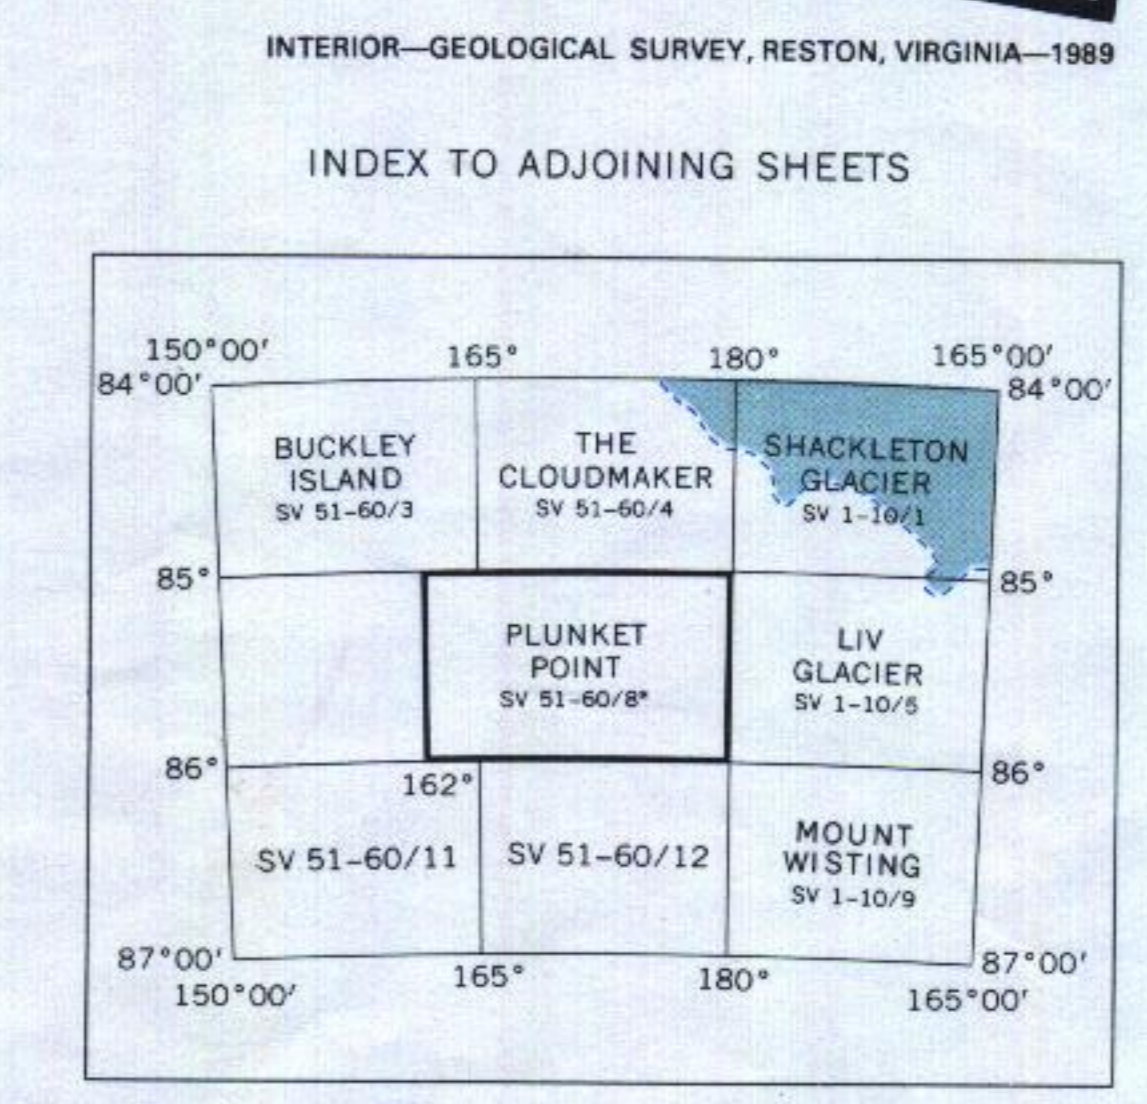 INTERIOR—GEOLOGICAL SURVEY, RESTON, VIRGINIA—1989
INDEX TO ADJOINING SHEETS
150°00′ 165° 180° 165°00′
84°00′ 84°00′
BUCKLEY
ISLAND
SV 51-60/3
THE
CLOUDMAKER
SV 51-60/4
SHACKLETON
GLACIER
SV 1-10/1
85° 85°
PLUNKET
POINT
SV 51-60/8*
LIV
GLACIER
SV 1-10/5
86° 86°
162°
SV 51-60/11
SV 51-60/12
MOUNT
WISTING
SV 1-10/9
87°00′ 87°00′
150°00′ 165° 180° 165°00′